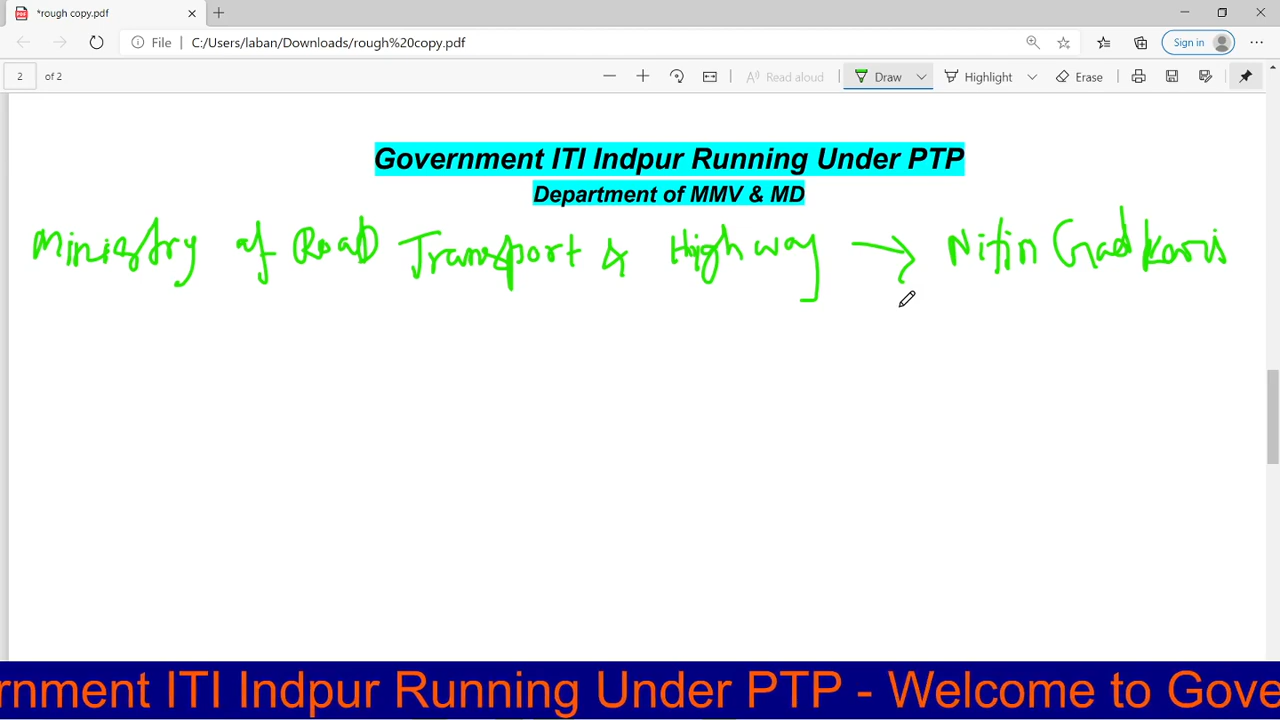 *rough copy.pdf
File C:/Users/laban/Downloads/rough%20copy.pdf Sign in
2 of 2 Read aloud Draw Highlight Erase
Government ITI Indpur Running Under PTP
Department of MMV & MD
Ministry of Road Transport & Highway → Nitin Gadkaris
rnment ITI Indpur Running Under PTP - Welcome to Gove